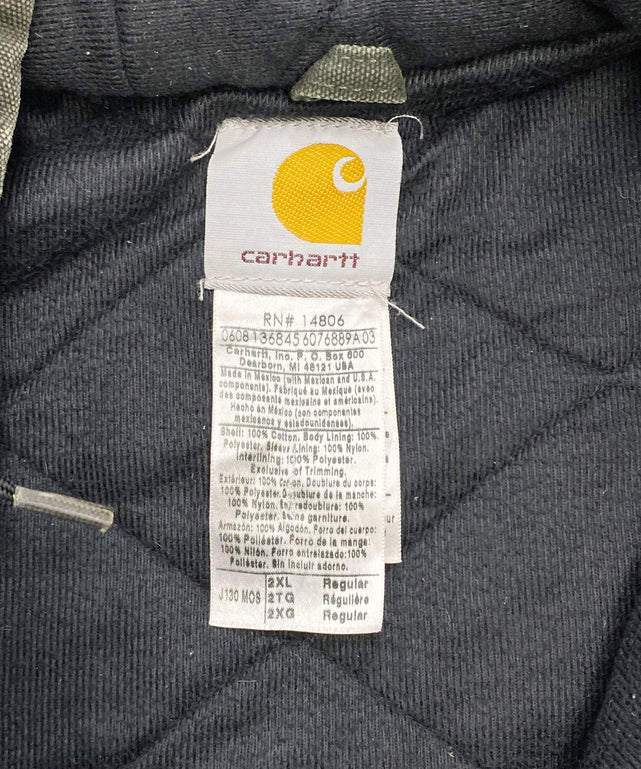 carhartt
RN# 14806
0608136845 6076889A03
Carhartt, Inc. P. O. Box 600
Dearborn, MI 48121 USA
Made in Mexico (with Mexican and U.S.A.
components). Fabriqué au Mexique (avec
des composants mexicains et américains).
Hecho en México (con componentes
mexicanos y estadounidenses).
Shell: 100% Cotton. Body Lining: 100%
Polyester. Sleeve Lining: 100% Nylon.
Interlining: 100% Polyester
Exclusive of Trimming.
Extérieur: 100% Coton. Doublure du corps:
100% Polyester. Doublure de la manche:
100% Nylon. Entredoublure: 100%
Polyester. Sans garniture.
Armazón: 100% Algodón. Forro del cuerpo:
100% Poliéster. Forro de la manga:
100% Nilón. Forro entrelazado: 100%
Poliéster. Sin incluir adorno.
J130 MOS
2XL Regular
2TG Régulière
2XG Regular